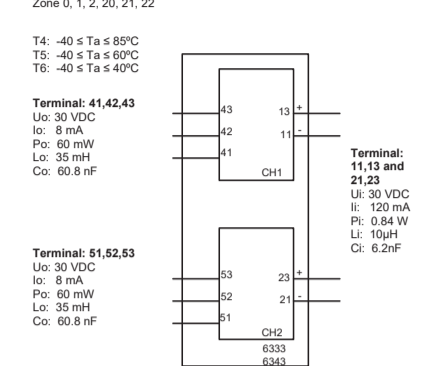 Zone 0, 1, 2, 20, 21, 22
T4: -40 ≤ Ta ≤ 85ºC
T5: -40 ≤ Ta ≤ 60ºC
T6: -40 ≤ Ta ≤ 40ºC
Terminal: 41,42,43
Uo: 30 VDC
Io: 8 mA
Po: 60 mW
Lo: 35 mH
Co: 60.8 nF
43
42
41
13 +
11 -
CH1
Terminal:
11,13 and
21,23
Ui: 30 VDC
Ii: 120 mA
Pi: 0.84 W
Li: 10µH
Ci: 6.2nF
Terminal: 51,52,53
Uo: 30 VDC
Io: 8 mA
Po: 60 mW
Lo: 35 mH
Co: 60.8 nF
53
52
51
23 +
21 -
CH2
6333
6343